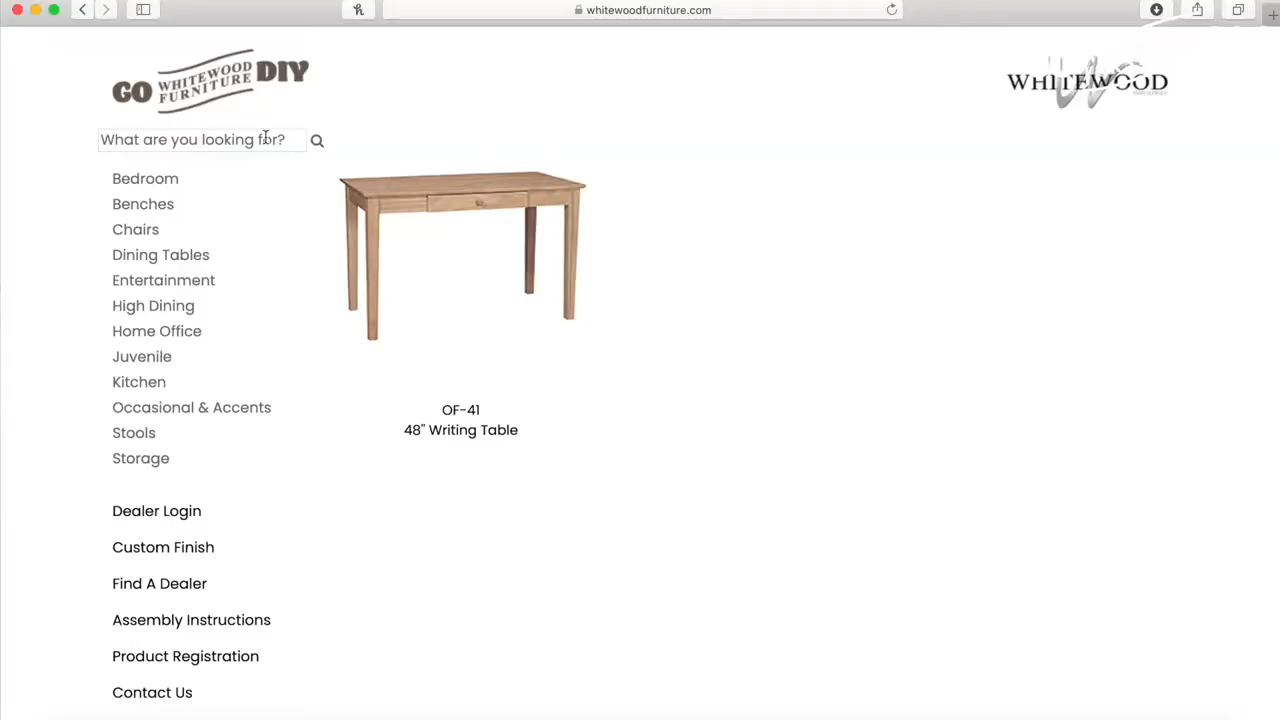 whitewoodfurniture.com
GO WHITEWOOD FURNITURE DIY
WHITEWOOD
What are you looking for?
Bedroom
Benches
Chairs
Dining Tables
Entertainment
High Dining
Home Office
Juvenile
Kitchen
Occasional & Accents
Stools
Storage
OF-41
48" Writing Table
Dealer Login
Custom Finish
Find A Dealer
Assembly Instructions
Product Registration
Contact Us